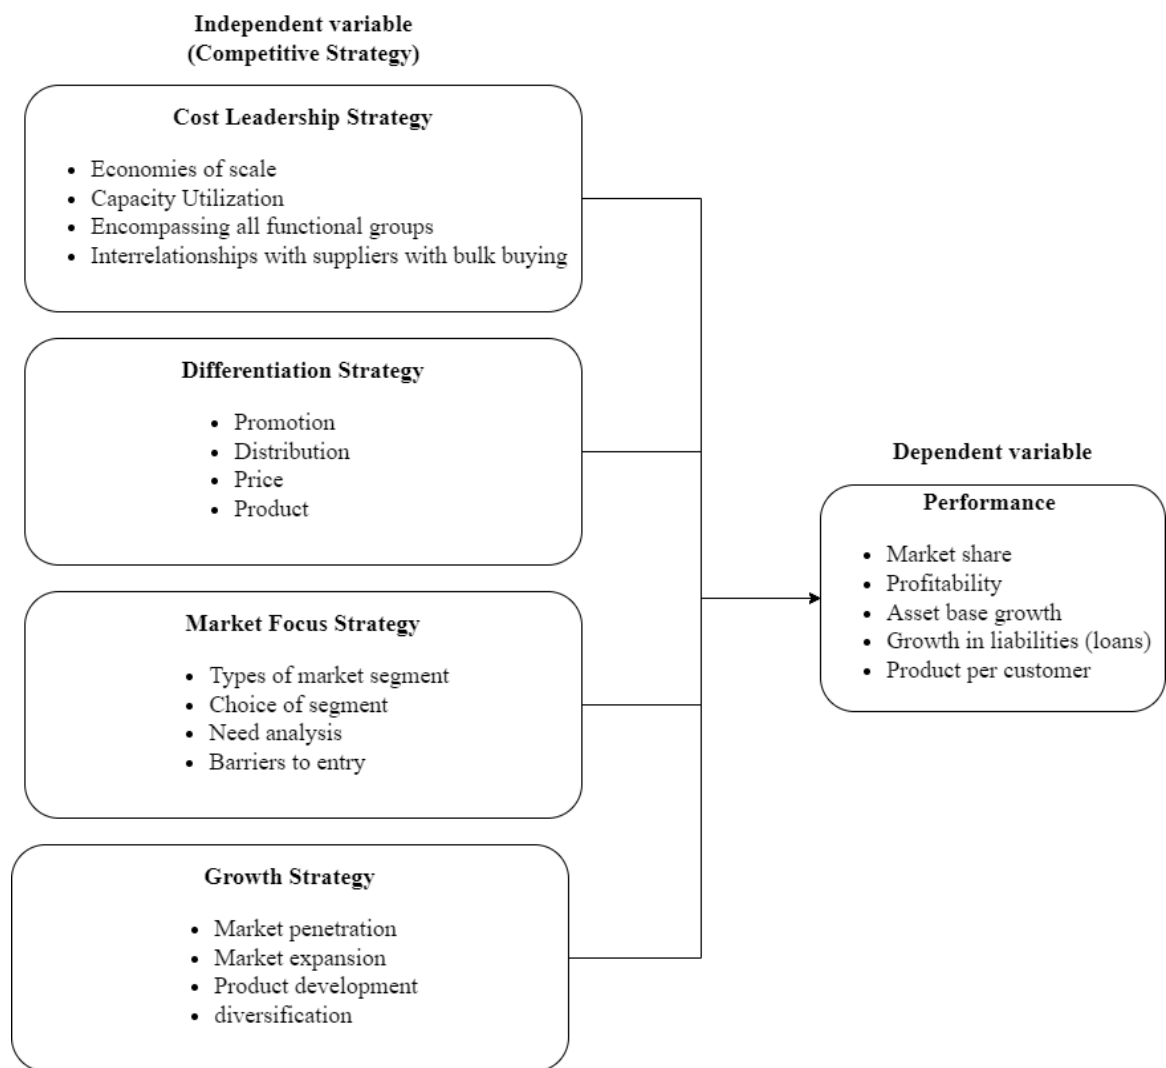 Independent variable
(Competitive Strategy)
Cost Leadership Strategy
• Economies of scale
• Capacity Utilization
• Encompassing all functional groups
• Interrelationships with suppliers with bulk buying
Differentiation Strategy
• Promotion
• Distribution
• Price
• Product
Market Focus Strategy
• Types of market segment
• Choice of segment
• Need analysis
• Barriers to entry
Growth Strategy
• Market penetration
• Market expansion
• Product development
• diversification
Dependent variable
Performance
• Market share
• Profitability
• Asset base growth
• Growth in liabilities (loans)
• Product per customer